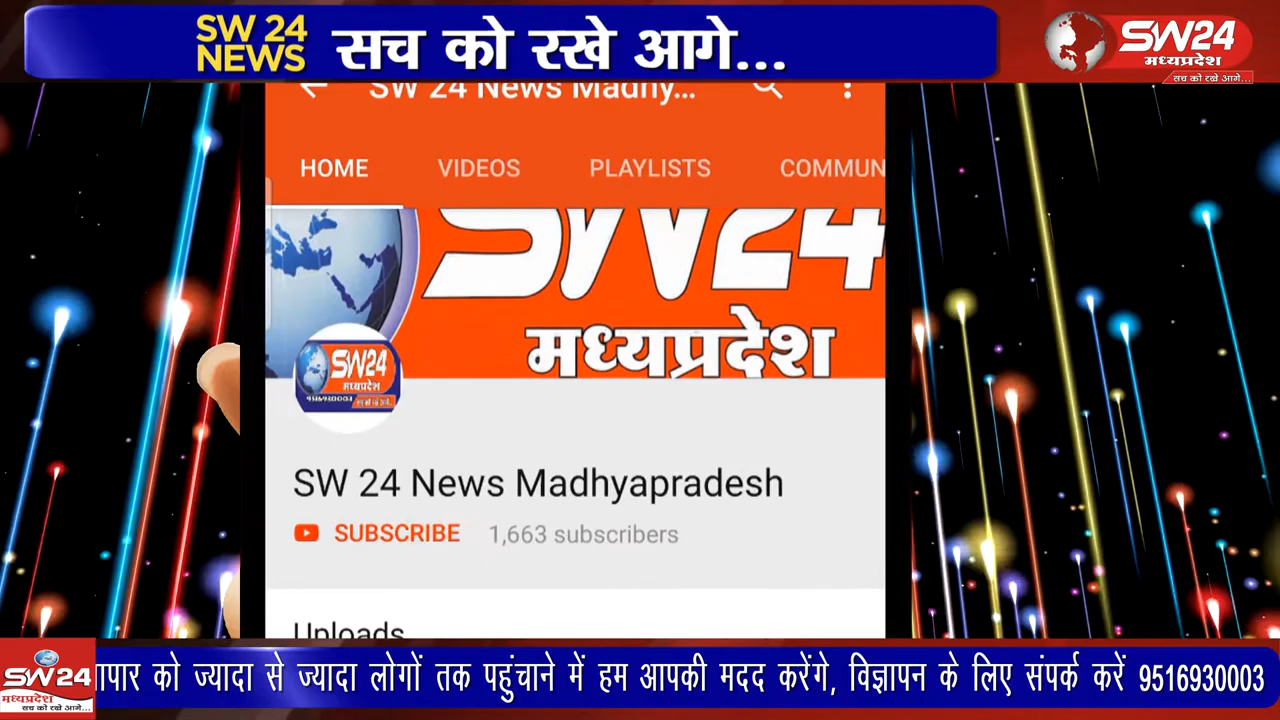 SW 24
NEWS
सच को रखे आगे...
SW24
मध्यप्रदेश
सच को रखे आगे...
SW 24 News Madhy...
HOME VIDEOS PLAYLISTS COMMUN
SW24
मध्यप्रदेश
SW24
मध्यप्रदेश
9516930003
SW 24 News Madhyapradesh
SUBSCRIBE 1,663 subscribers
Uploads
SW24
मध्यप्रदेश
सच को रखे आगे...
ापार को ज्यादा से ज्यादा लोगों तक पहुंचाने में हम आपकी मदद करेंगे, विज्ञापन के लिए संपर्क करें 9516930003